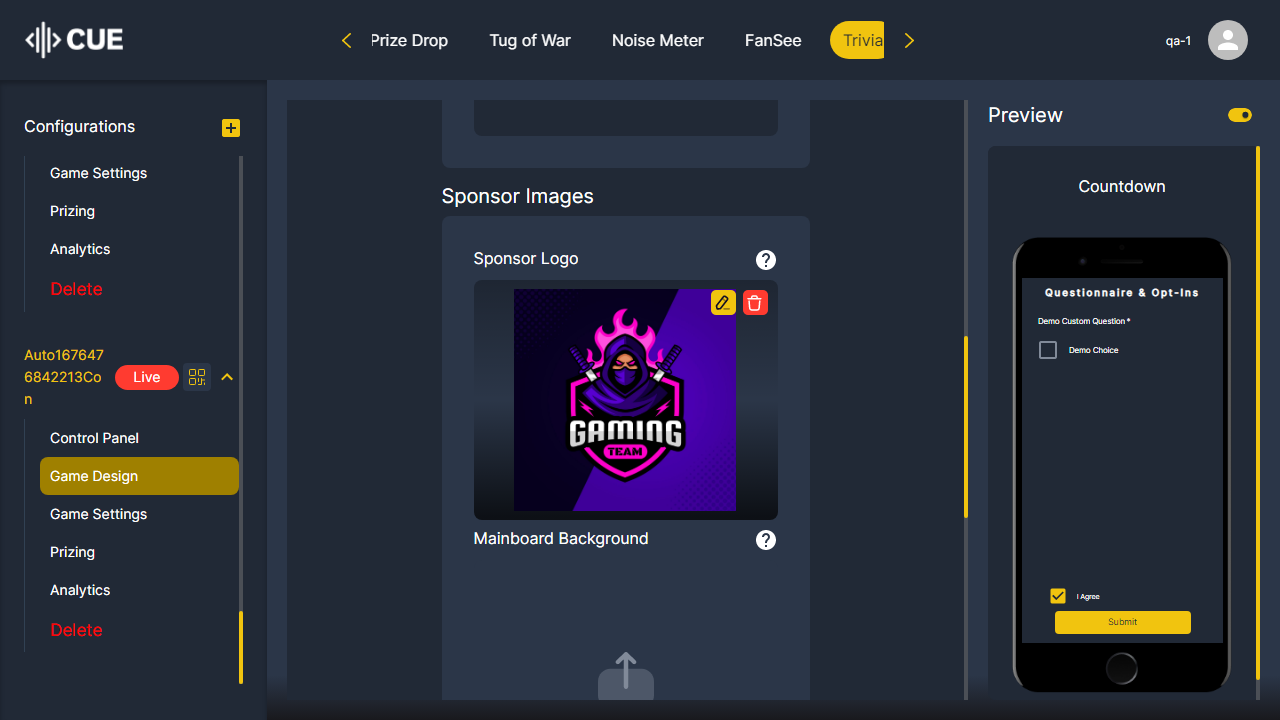 CUE
Prize Drop
Tug of War
Noise Meter
FanSee
Trivia
qa-1
Configurations
Game Settings
Prizing
Analytics
Delete
Auto167647
6842213Co
n
Live
Control Panel
Game Design
Game Settings
Prizing
Analytics
Delete
Sponsor Images
Sponsor Logo
GAMING
TEAM
Mainboard Background
Preview
Countdown
Questionnaire & Opt-Ins
Demo Custom Question *
Demo Choice
I Agree
Submit